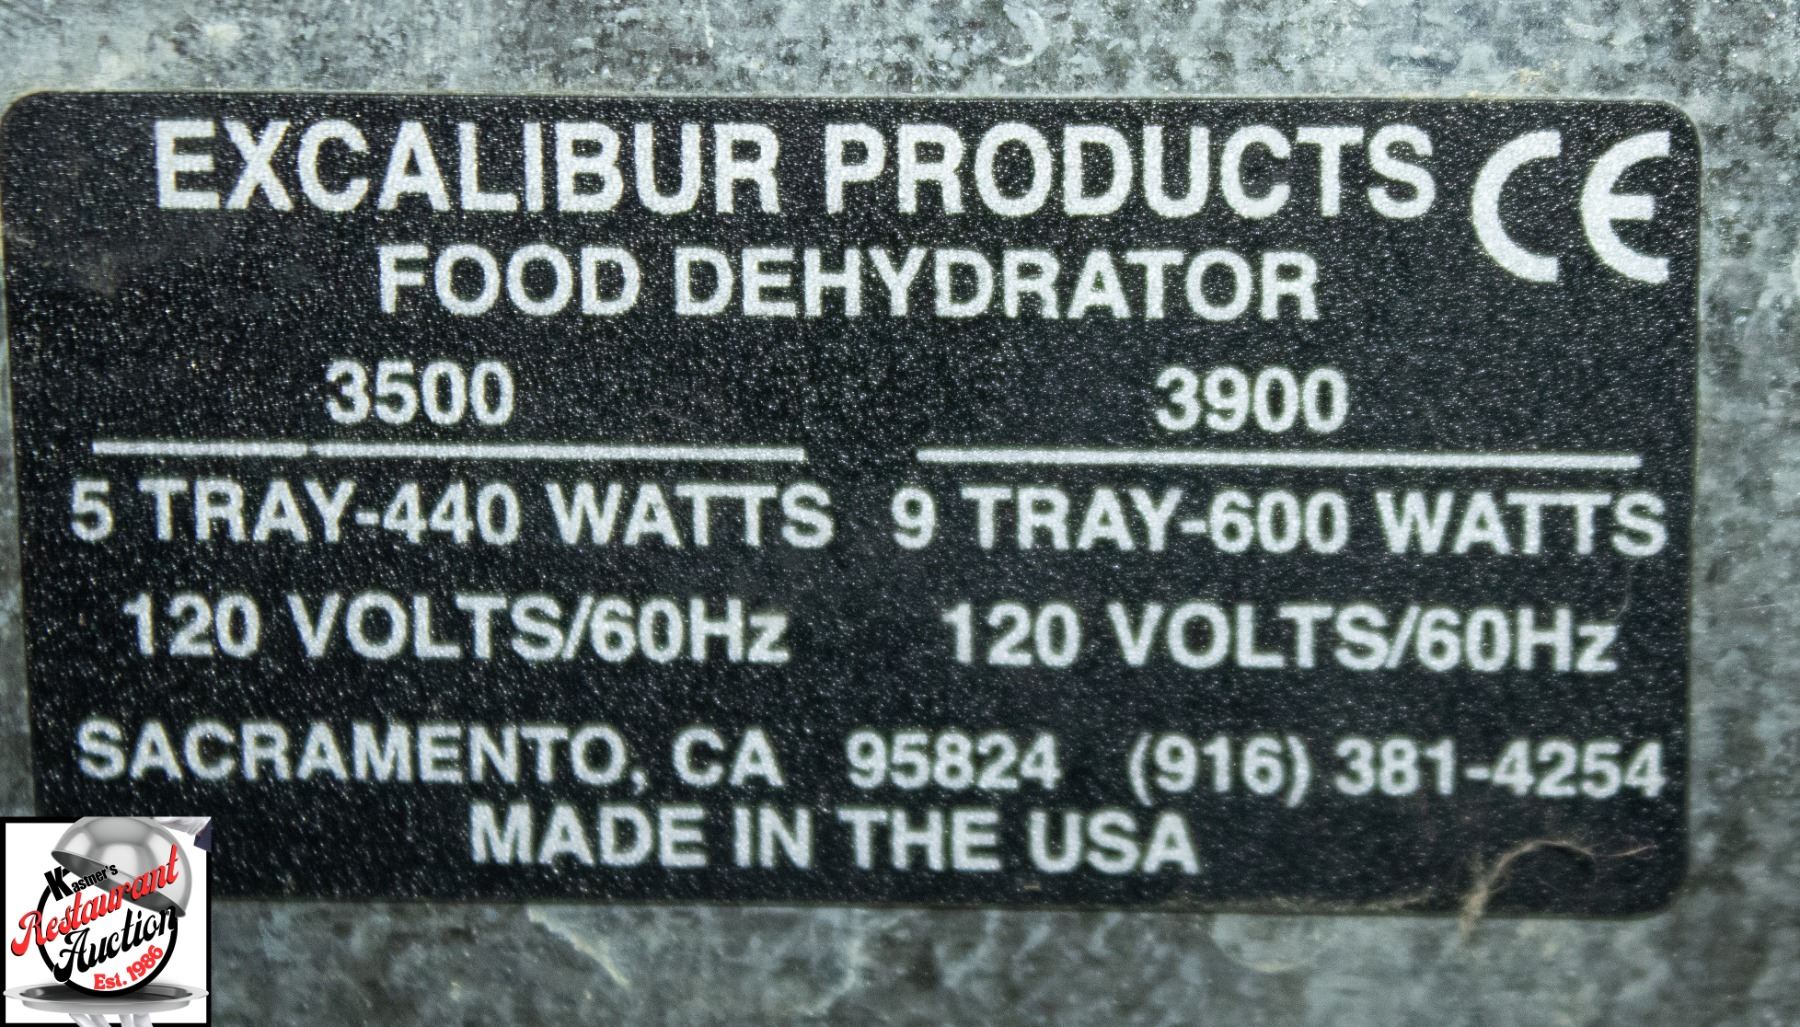 EXCALIBUR PRODUCTS CE
FOOD DEHYDRATOR
3500
5 TRAY-440 WATTS
120 VOLTS/60Hz
3900
9 TRAY-600 WATTS
120 VOLTS/60Hz
SACRAMENTO, CA 95824 (916) 381-4254
MADE IN THE USA
Kastner's
Restaurant
Auction
Est. 1986